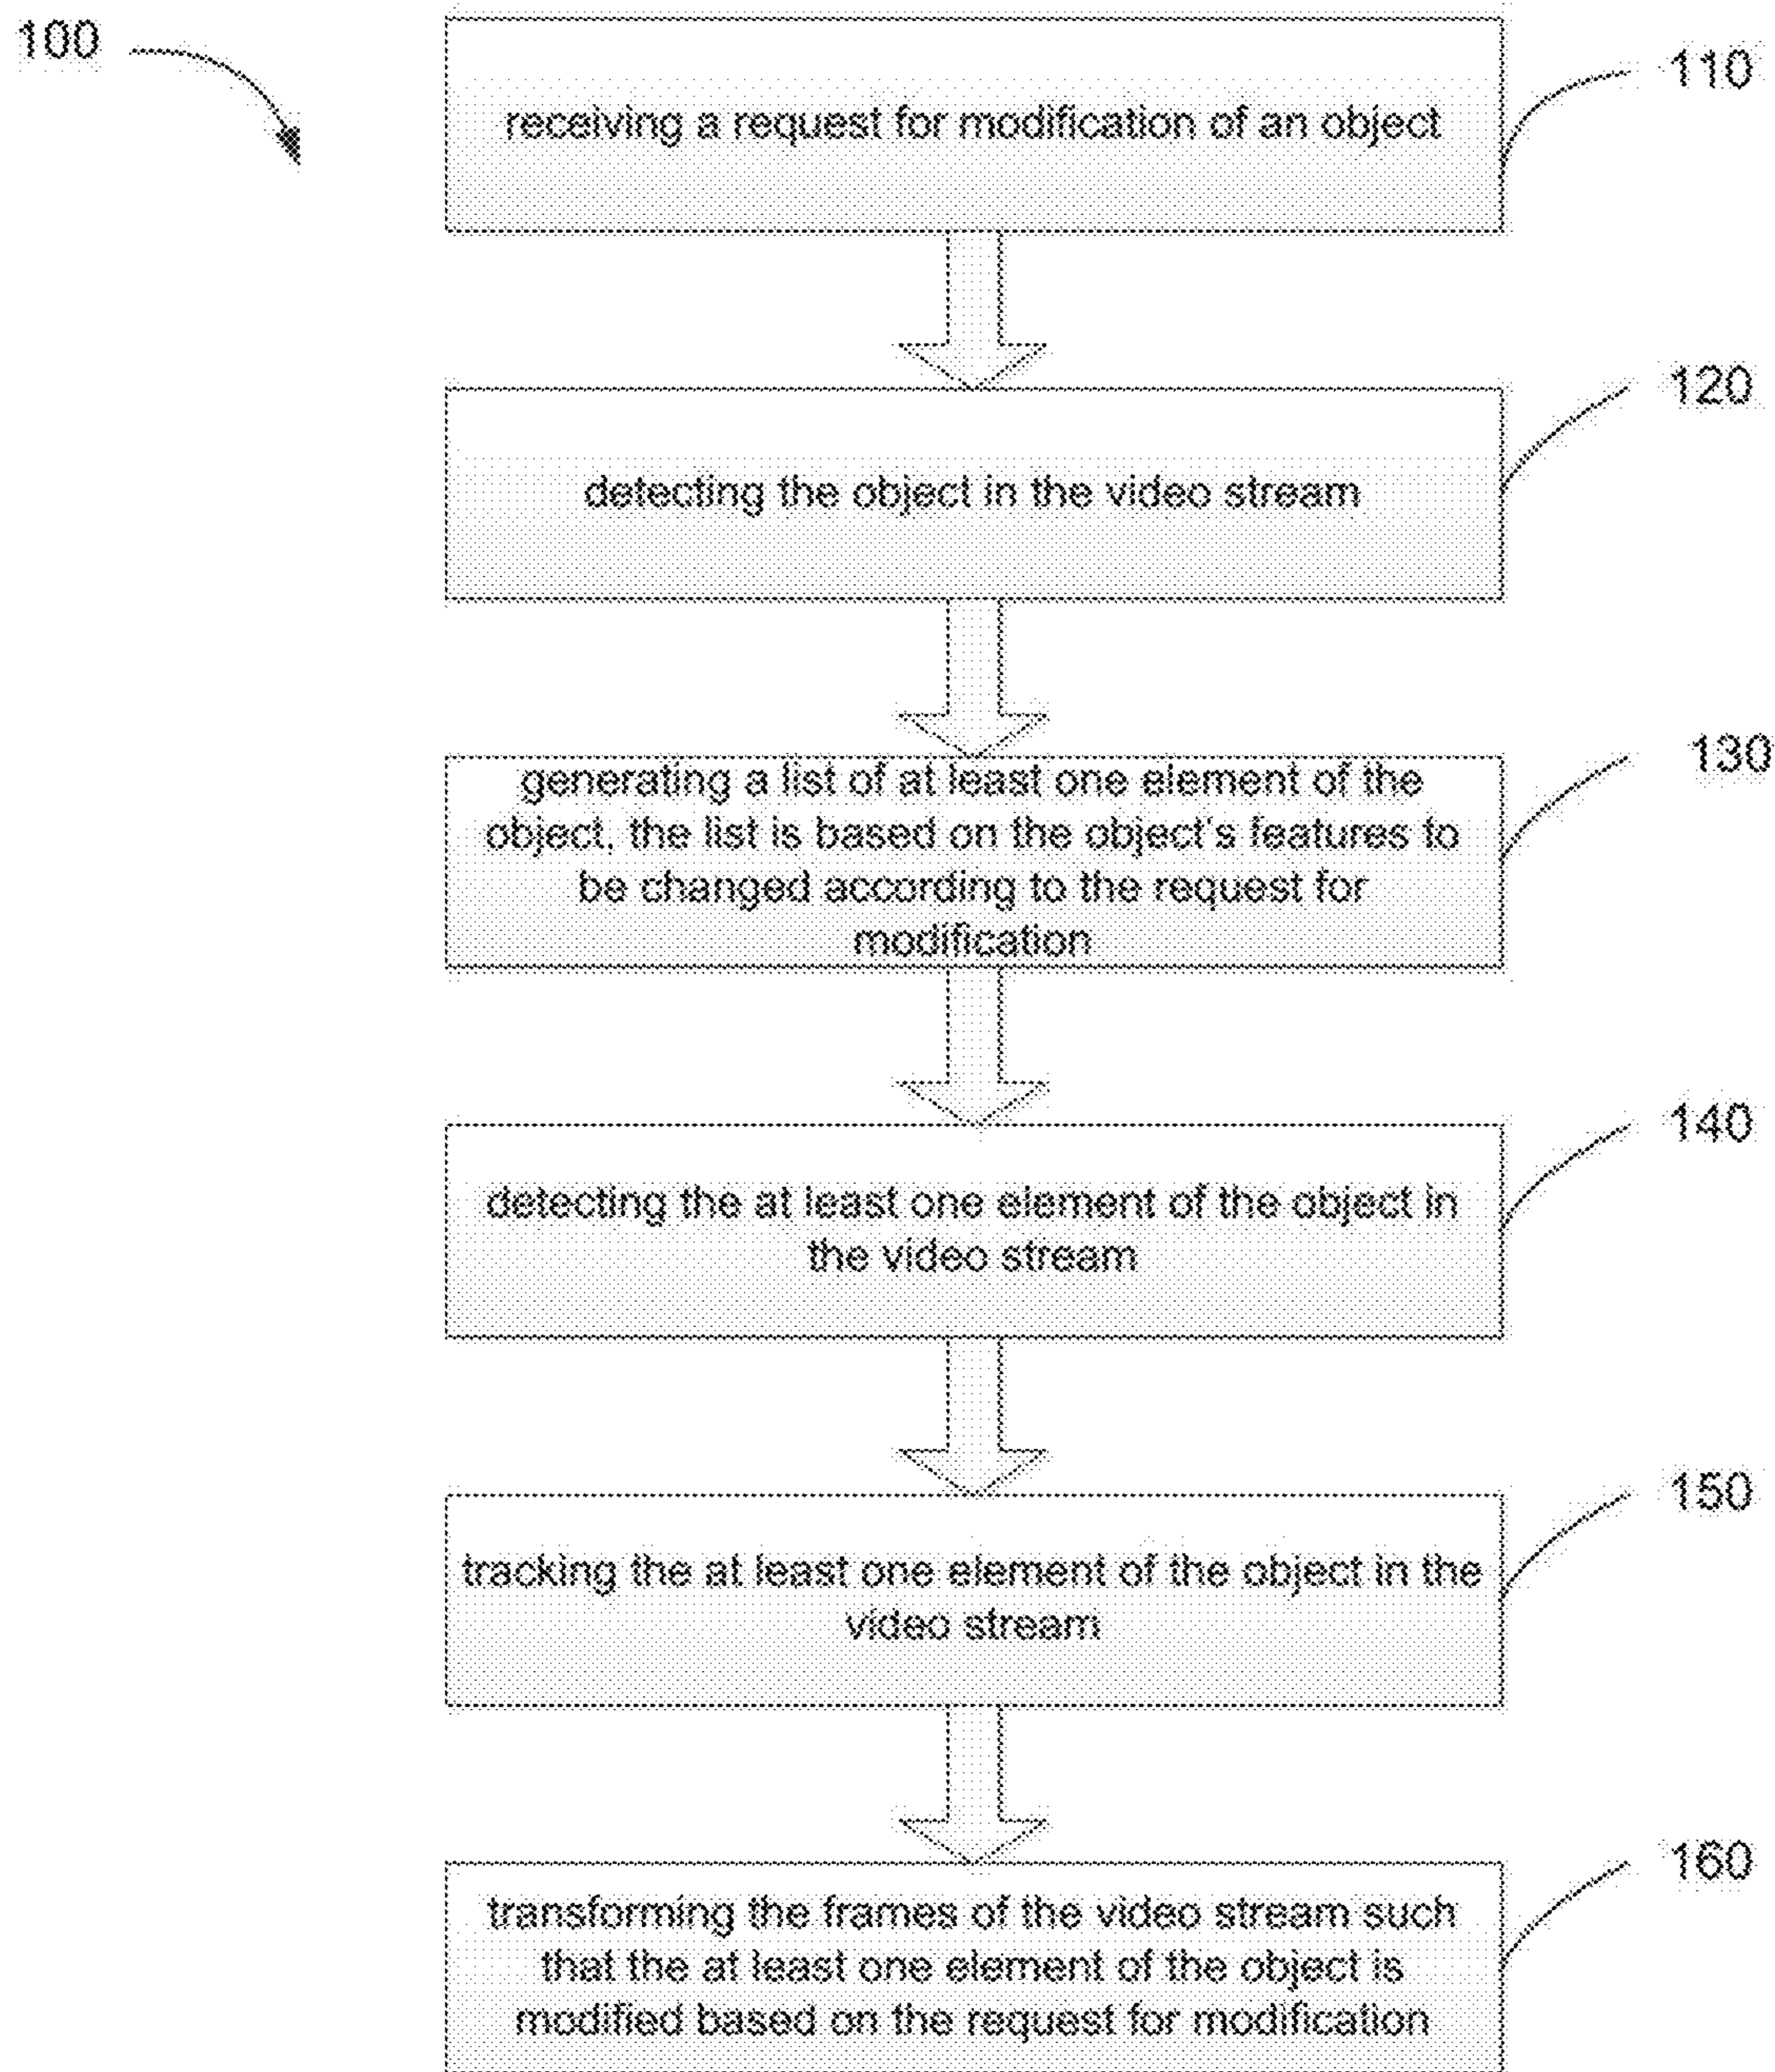 100
110
receiving a request for modification of an object
120
detecting the object in the video stream
130
generating a list of at least one element of the
object, the list is based on the object's features to
be changed according to the request for
modification
140
detecting the at least one element of the object in
the video stream
150
tracking the at least one element of the object in the
video stream
160
transforming the frames of the video stream such
that the at least one element of the object is
modified based on the request for modification